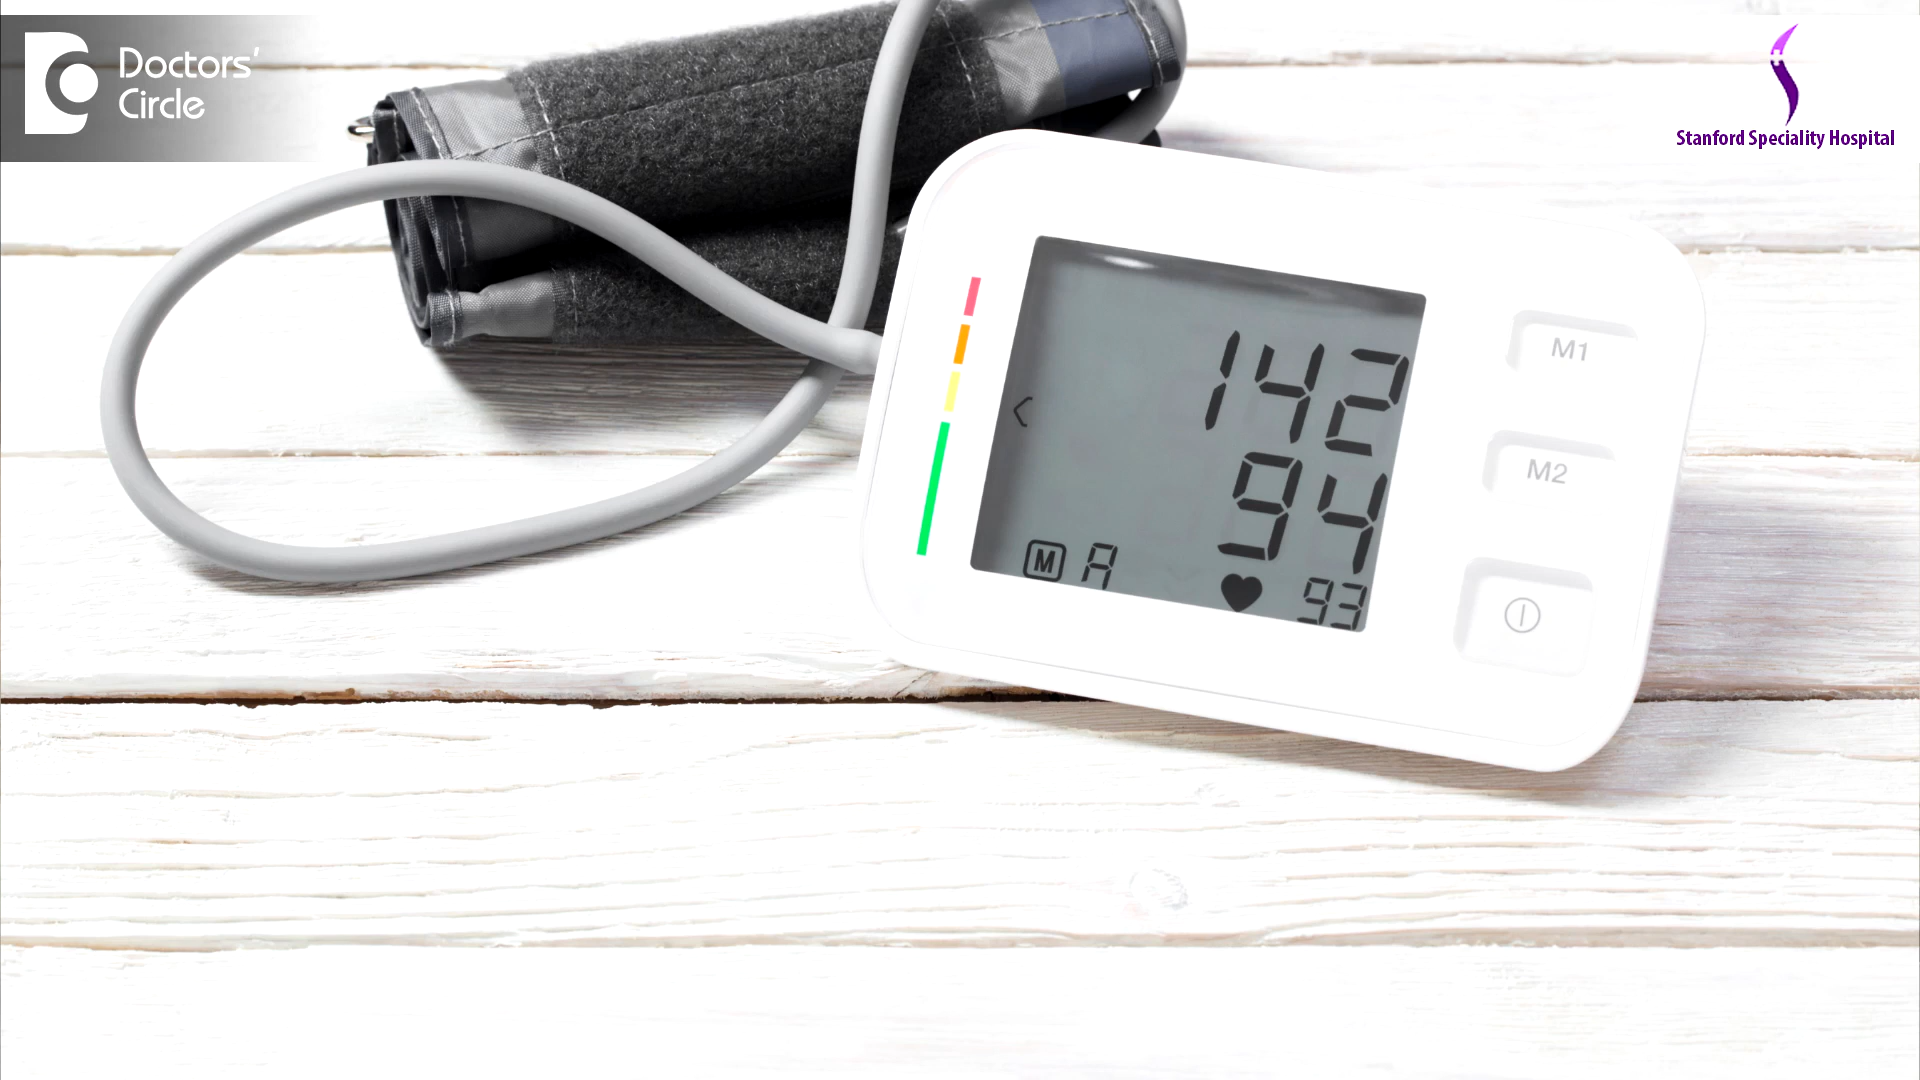 Doctors'
Circle
Stanford Speciality Hospital
142
94
M A
93
M1
M2